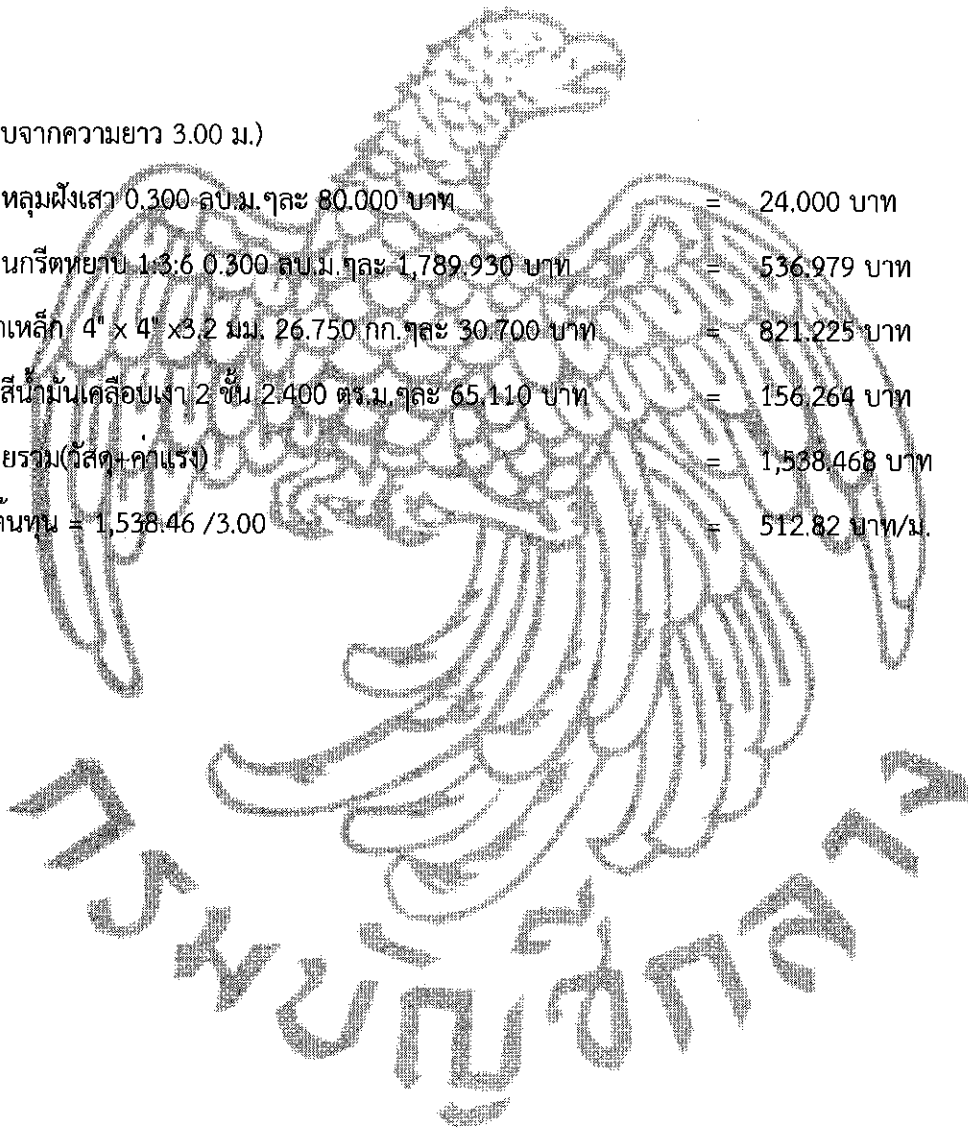 บจากความยาว 3.00 ม.)
หลุมฝังเสา 0.300 ลบ.ม.ๆละ 80.000 บาท = 24.000 บาท
นกรีตหยาบ 1:3:6 0.300 ลบ.ม.ๆละ 1,789.930 บาท = 536.979 บาท
าเหล็ก 4" x 4" x3.2 มม. 26.750 กก.ๆละ 30.700 บาท = 821.225 บาท
สีน้ำมันเคลือบเงา 2 ชั้น 2.400 ตร.ม.ๆละ 65.110 บาท = 156.264 บาท
ยรวม(วัสดุ+ค่าแรง) = 1,538.468 บาท
้นทุน = 1,538.46 /3.00 = 512.82 บาท/ม.
กรมบัญชีกลาง